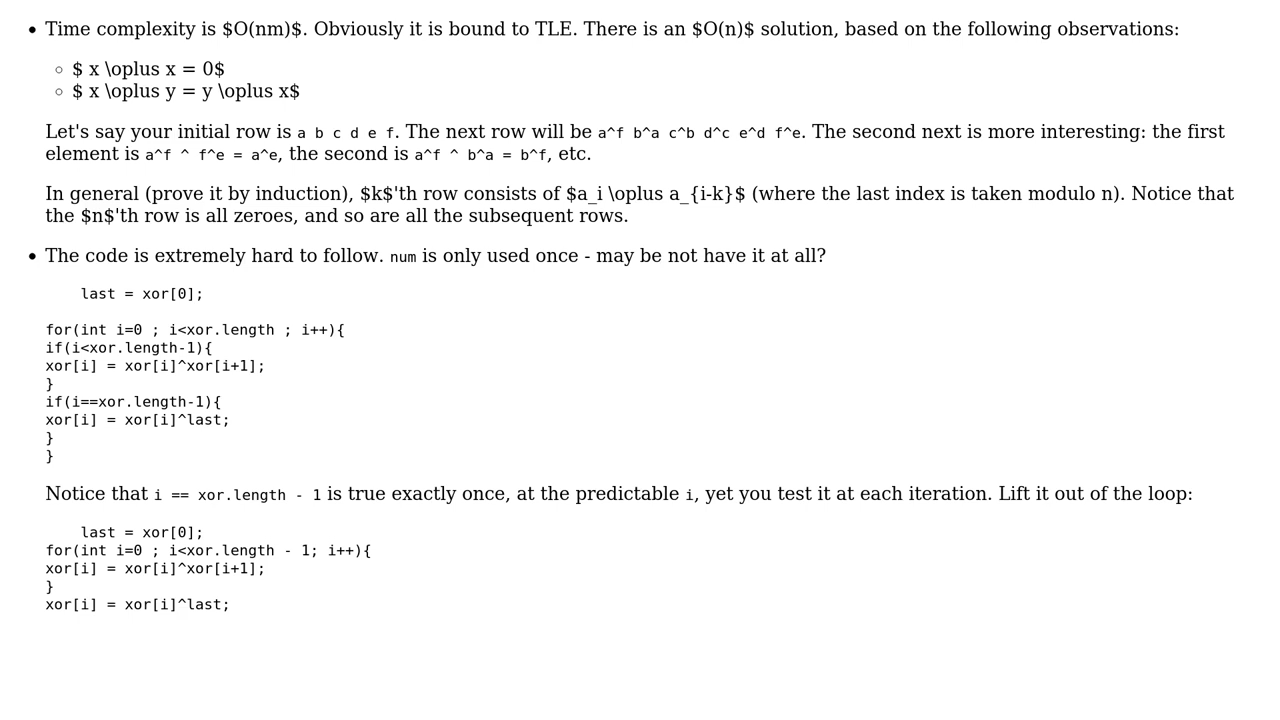 • Time complexity is $O(nm)$. Obviously it is bound to TLE. There is an $O(n)$ solution, based on the following observations:
◦ $ x \oplus x = 0$
◦ $ x \oplus y = y \oplus x$
Let's say your initial row is a b c d e f. The next row will be a^f b^a c^b d^c e^d f^e. The second next is more interesting: the first
element is a^f ^ f^e = a^e, the second is a^f ^ b^a = b^f, etc.
In general (prove it by induction), $k$'th row consists of $a_i \oplus a_{i-k}$ (where the last index is taken modulo n). Notice that
the $n$'th row is all zeroes, and so are all the subsequent rows.
• The code is extremely hard to follow. num is only used once - may be not have it at all?
last = xor[0];
for(int i=0 ; i<xor.length ; i++){
if(i<xor.length-1){
xor[i] = xor[i]^xor[i+1];
}
if(i==xor.length-1){
xor[i] = xor[i]^last;
}
}
Notice that i == xor.length - 1 is true exactly once, at the predictable i, yet you test it at each iteration. Lift it out of the loop:
last = xor[0];
for(int i=0 ; i<xor.length - 1; i++){
xor[i] = xor[i]^xor[i+1];
}
xor[i] = xor[i]^last;